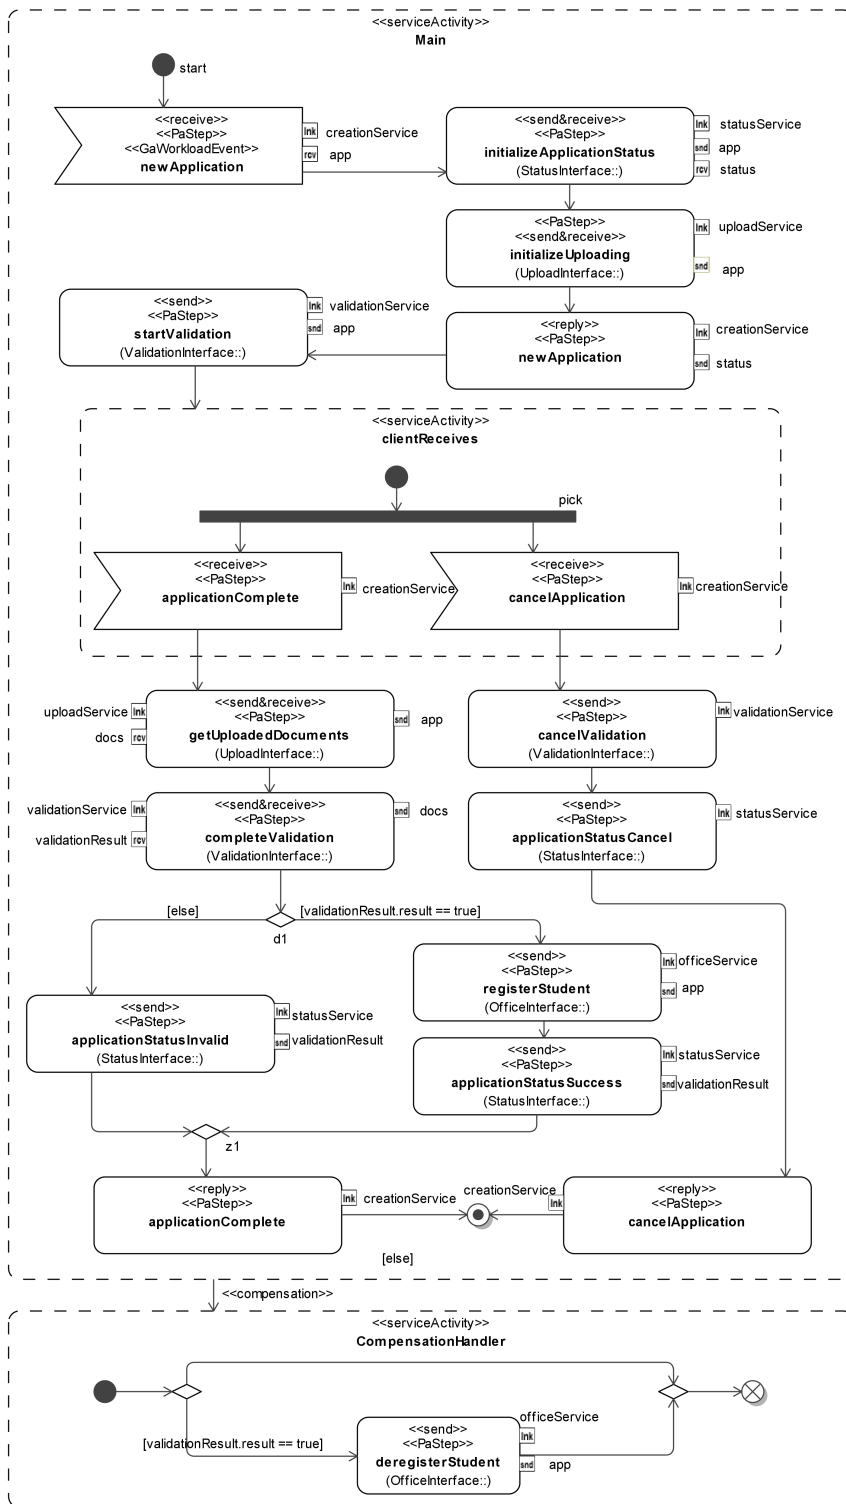 <<serviceActivity>>
Main
start
<<receive>>
<<PaStep>>
<<GaWorkloadEvent>>
newApplication
lnk creationService
rcv app
<<send&receive>>
<<PaStep>>
initializeApplicationStatus
(StatusInterface::)
lnk statusService
snd app
rcv status
<<PaStep>>
<<send&receive>>
initializeUploading
(UploadInterface::)
lnk uploadService
snd app
<<send>>
<<PaStep>>
startValidation
(ValidationInterface::)
lnk validationService
snd app
<<reply>>
<<PaStep>>
newApplication
lnk creationService
snd status
<<serviceActivity>>
clientReceives
pick
<<receive>>
<<PaStep>>
applicationComplete
lnk creationService
<<receive>>
<<PaStep>>
cancelApplication
lnk creationService
uploadService lnk
docs rcv
<<send&receive>>
<<PaStep>>
getUploadedDocuments
(UploadInterface::)
snd app
<<send>>
<<PaStep>>
cancelValidation
(ValidationInterface::)
lnk validationService
validationService lnk
validationResult rcv
<<send&receive>>
<<PaStep>>
completeValidation
(ValidationInterface::)
snd docs
<<send>>
<<PaStep>>
applicationStatusCancel
(StatusInterface::)
lnk statusService
[else]
[validationResult.result == true]
d1
<<send>>
<<PaStep>>
registerStudent
(OfficeInterface::)
lnk officeService
snd app
<<send>>
<<PaStep>>
applicationStatusInvalid
(StatusInterface::)
lnk statusService
snd validationResult
<<send>>
<<PaStep>>
applicationStatusSuccess
(StatusInterface::)
lnk statusService
snd validationResult
z1
<<reply>>
<<PaStep>>
applicationComplete
lnk creationService
creationService
lnk
<<reply>>
<<PaStep>>
cancelApplication
[else]
<<compensation>>
<<serviceActivity>>
CompensationHandler
[validationResult.result == true]
<<send>>
<<PaStep>>
deregisterStudent
(OfficeInterface::)
officeService
lnk
snd app